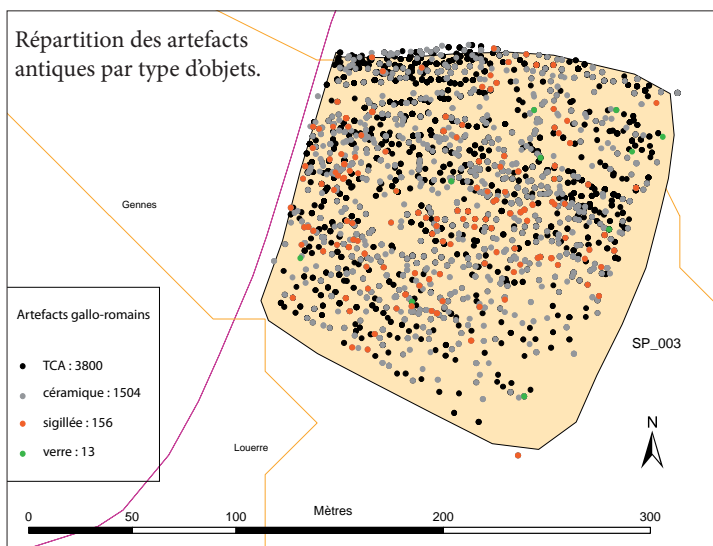 Répartition des artefacts
antiques par type d'objets.
Gennes
Artefacts gallo-romains
TCA : 3800
céramique : 1504
sigillée : 156
verre : 13
SP_003
N
Louerre
Mètres
0 50 100 200 300